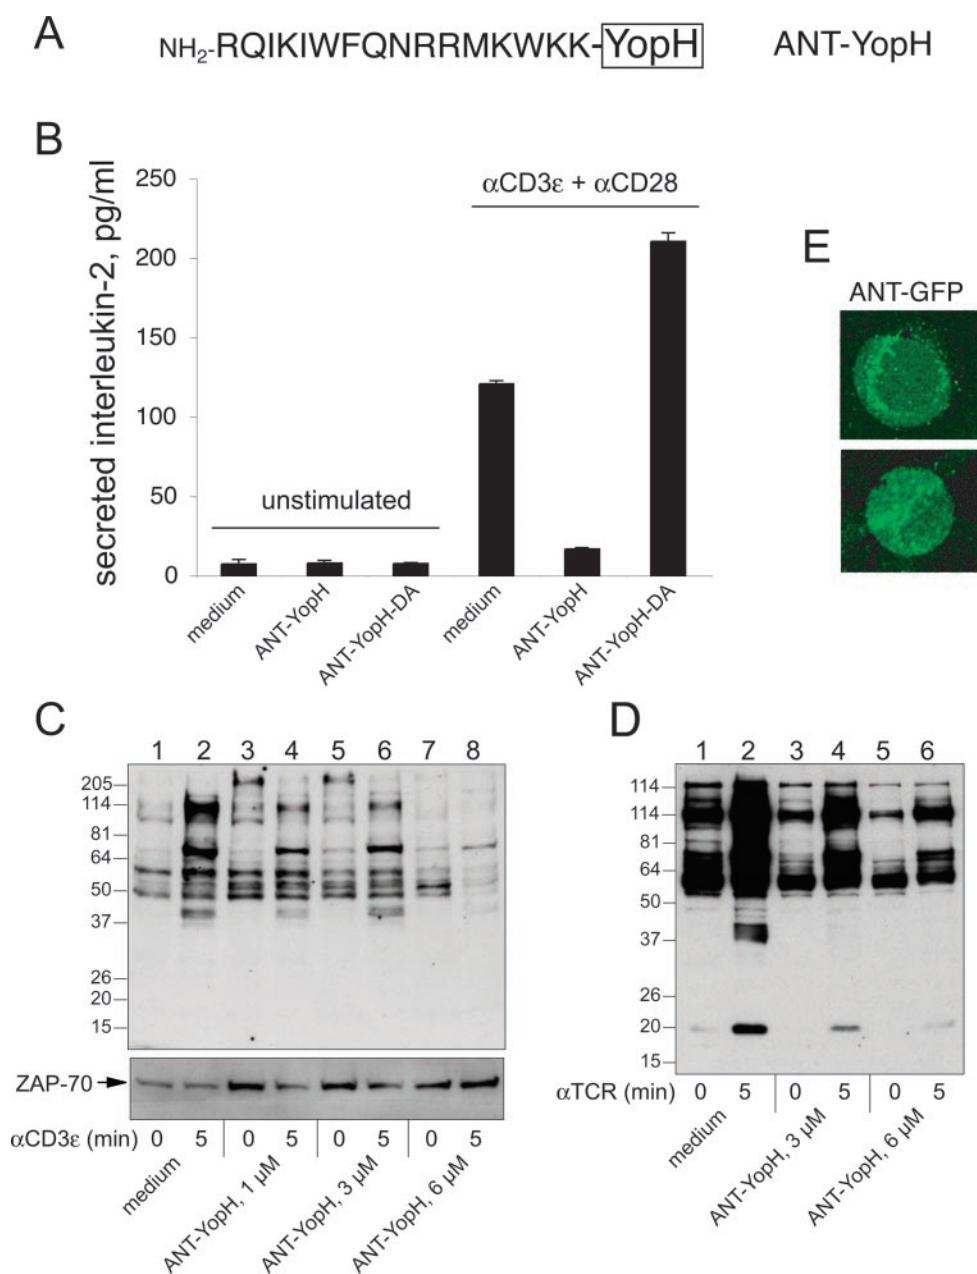 A
NH2-RQIKIWFQNRRMKWKK-YopH ANT-YopH
B
secreted interleukin-2, pg/ml
250
200
150
100
50
0
αCD3ε + αCD28
unstimulated
medium
ANT-YopH
ANT-YopH-DA
medium
ANT-YopH
ANT-YopH-DA
E
ANT-GFP
C
1 2 3 4 5 6 7 8
205
114
81
64
50
37
26
20
15
ZAP-70
αCD3ε (min) 0 5 0 5 0 5 0 5
medium
ANT-YopH, 1 µM
ANT-YopH, 3 µM
ANT-YopH, 6 µM
D
1 2 3 4 5 6
114
114
81
64
50
37
26
20
15
αTCR (min) 0 5 0 5 0 5
medium
ANT-YopH, 3 µM
ANT-YopH, 6 µM